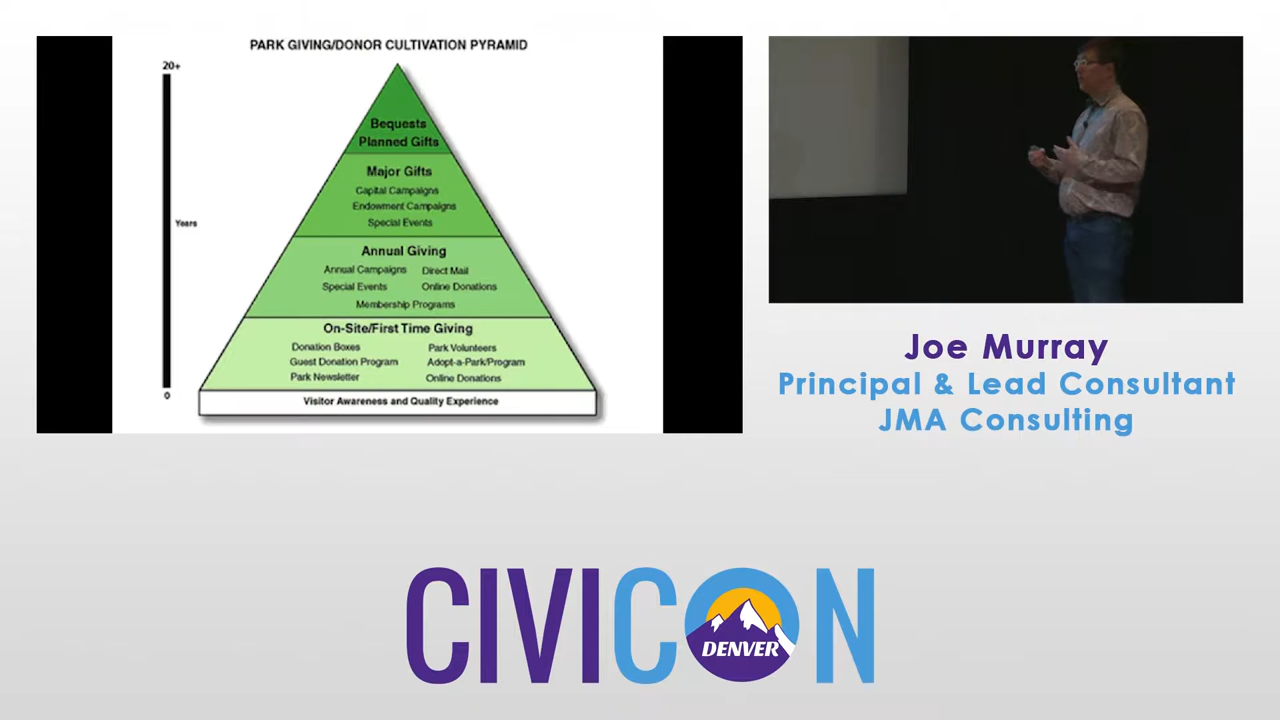 PARK GIVING/DONOR CULTIVATION PYRAMID
20+
Years
0
Bequests
Planned Gifts
Major Gifts
Capital Campaigns
Endowment Campaigns
Special Events
Annual Giving
Annual Campaigns Direct Mail
Special Events Online Donations
Membership Programs
On-Site/First Time Giving
Donation Boxes Park Volunteers
Guest Donation Program Adopt-a-Park/Program
Park Newsletter Online Donations
Visitor Awareness and Quality Experience
Joe Murray
Principal & Lead Consultant
JMA Consulting
CIVICON
DENVER